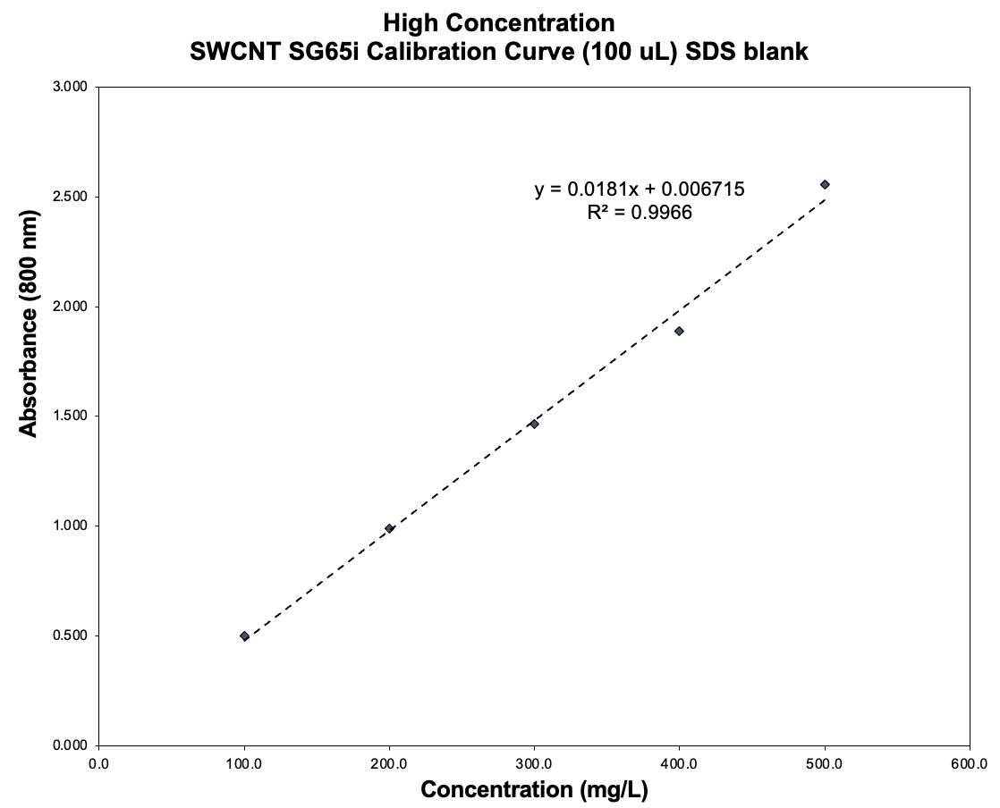 High Concentration
SWCNT SG65i Calibration Curve (100 uL) SDS blank
3.000
2.500
2.000
1.500
1.000
0.500
0.000
Absorbance (800 nm)
y = 0.0181x + 0.006715
R² = 0.9966
0.0 100.0 200.0 300.0 400.0 500.0 600.0
Concentration (mg/L)